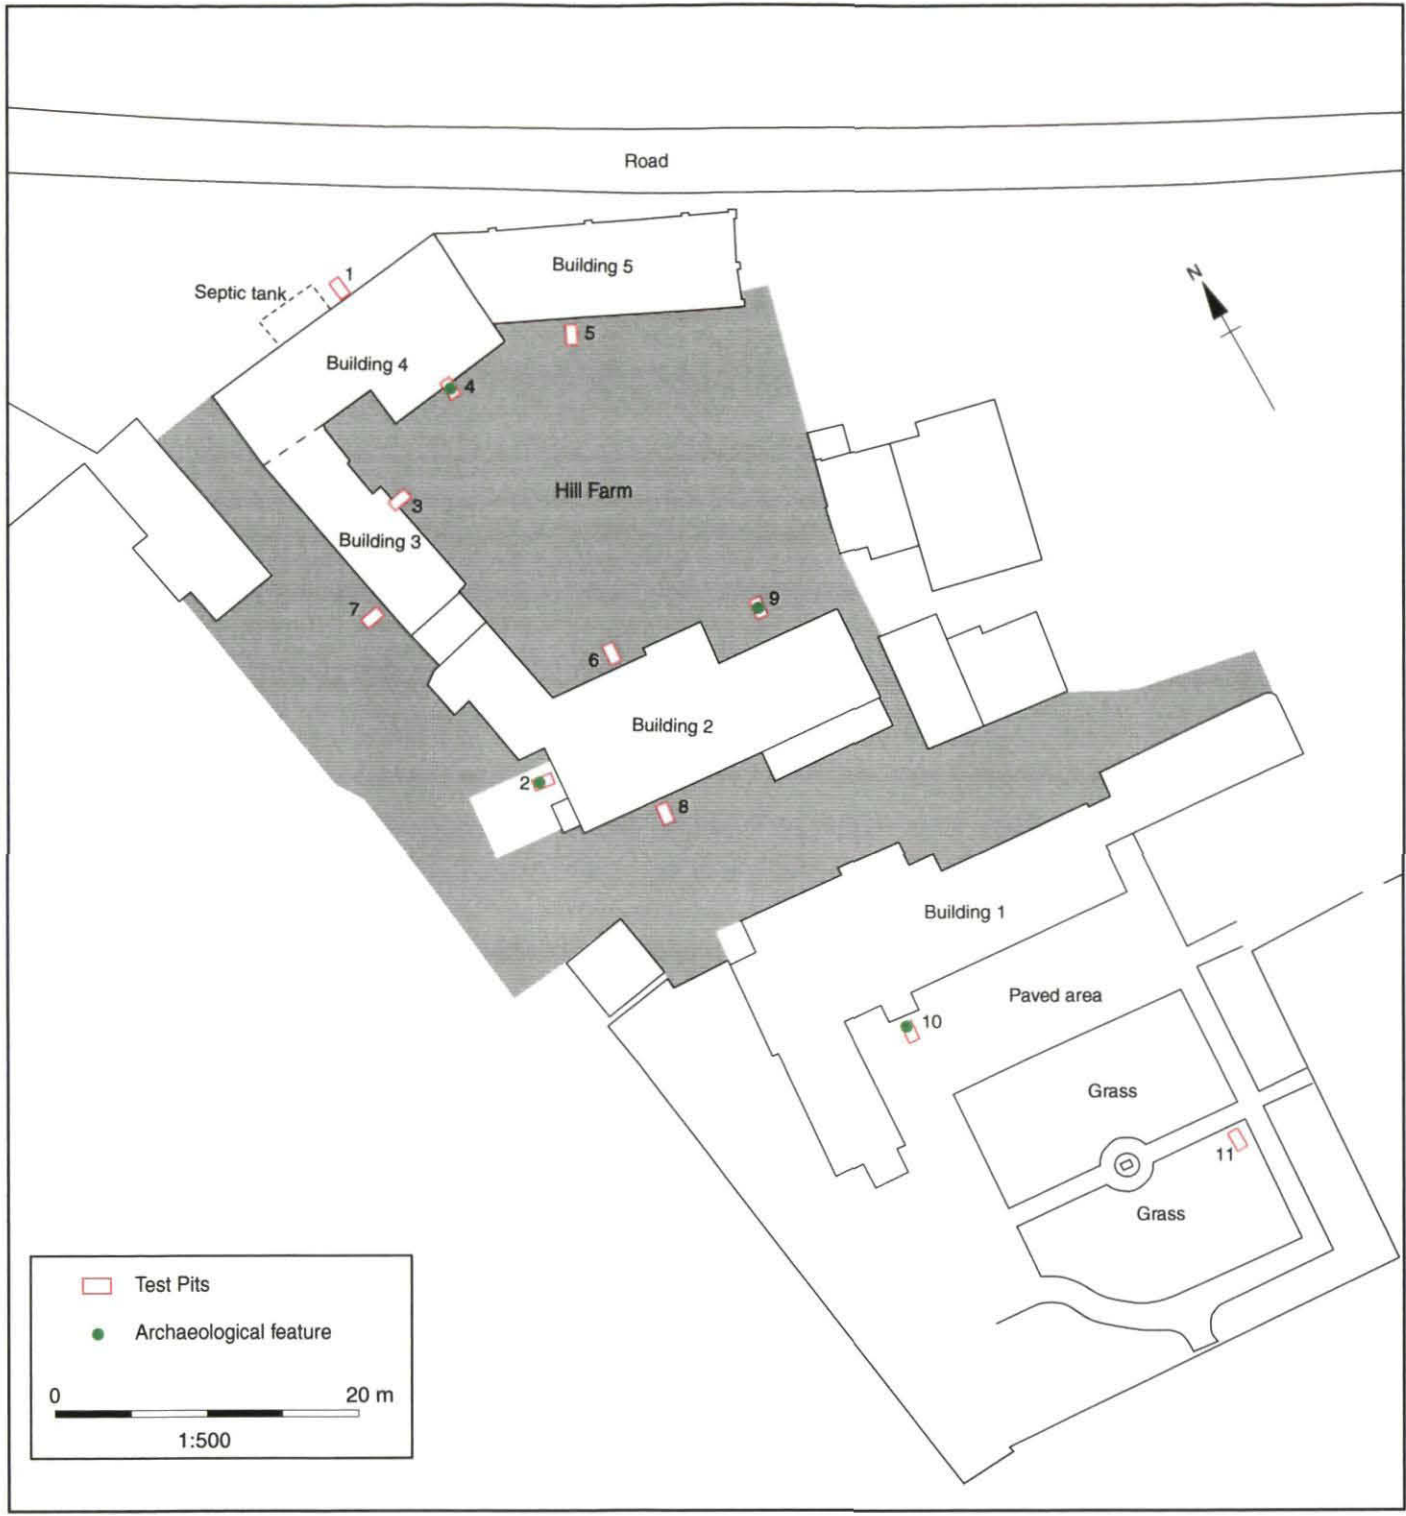 Road
N
Building 5
1
Septic tank
5
Building 4
4
Hill Farm
3
Building 3
9
7
6
Building 2
2
8
Building 1
Paved area
10
Grass
11
Grass
Test Pits
Archaeological feature
0 20 m
1:500